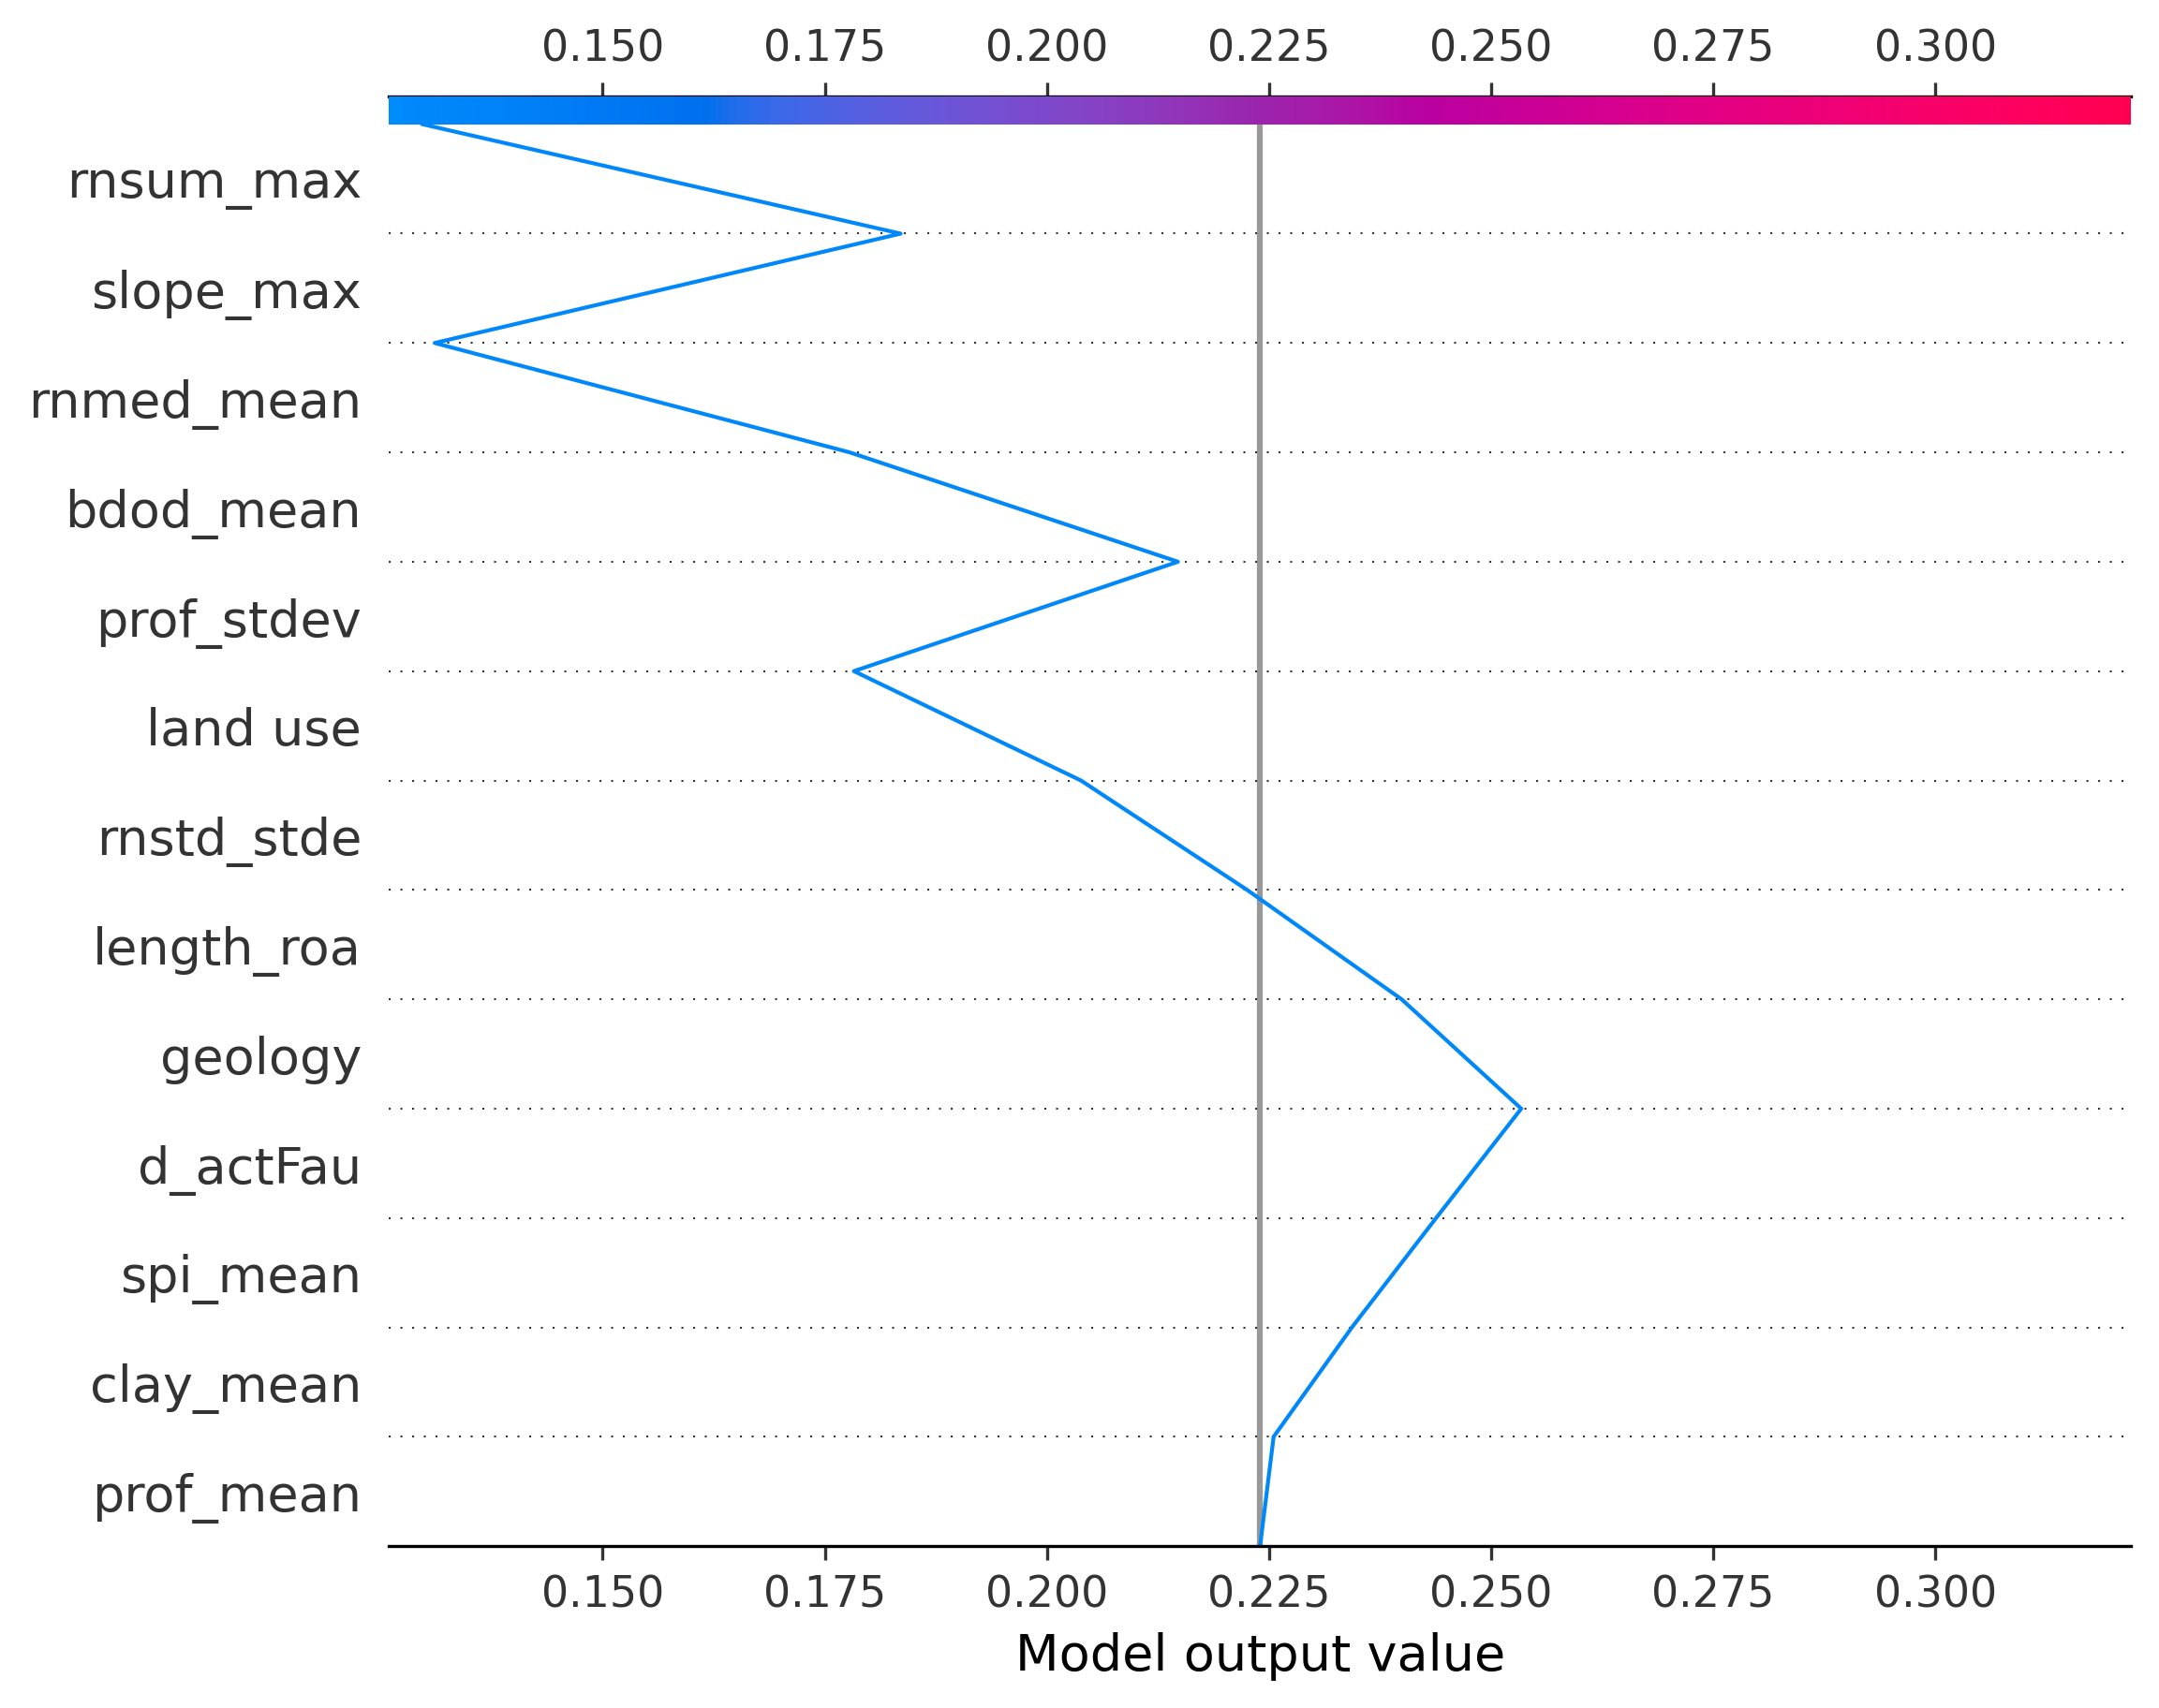 0.150 0.175 0.200 0.225 0.250 0.275 0.300
rnsum_max
slope_max
rnmed_mean
bdod_mean
prof_stdev
land use
rnstd_stde
length_roa
geology
d_actFau
spi_mean
clay_mean
prof_mean
0.150 0.175 0.200 0.225 0.250 0.275 0.300
Model output value